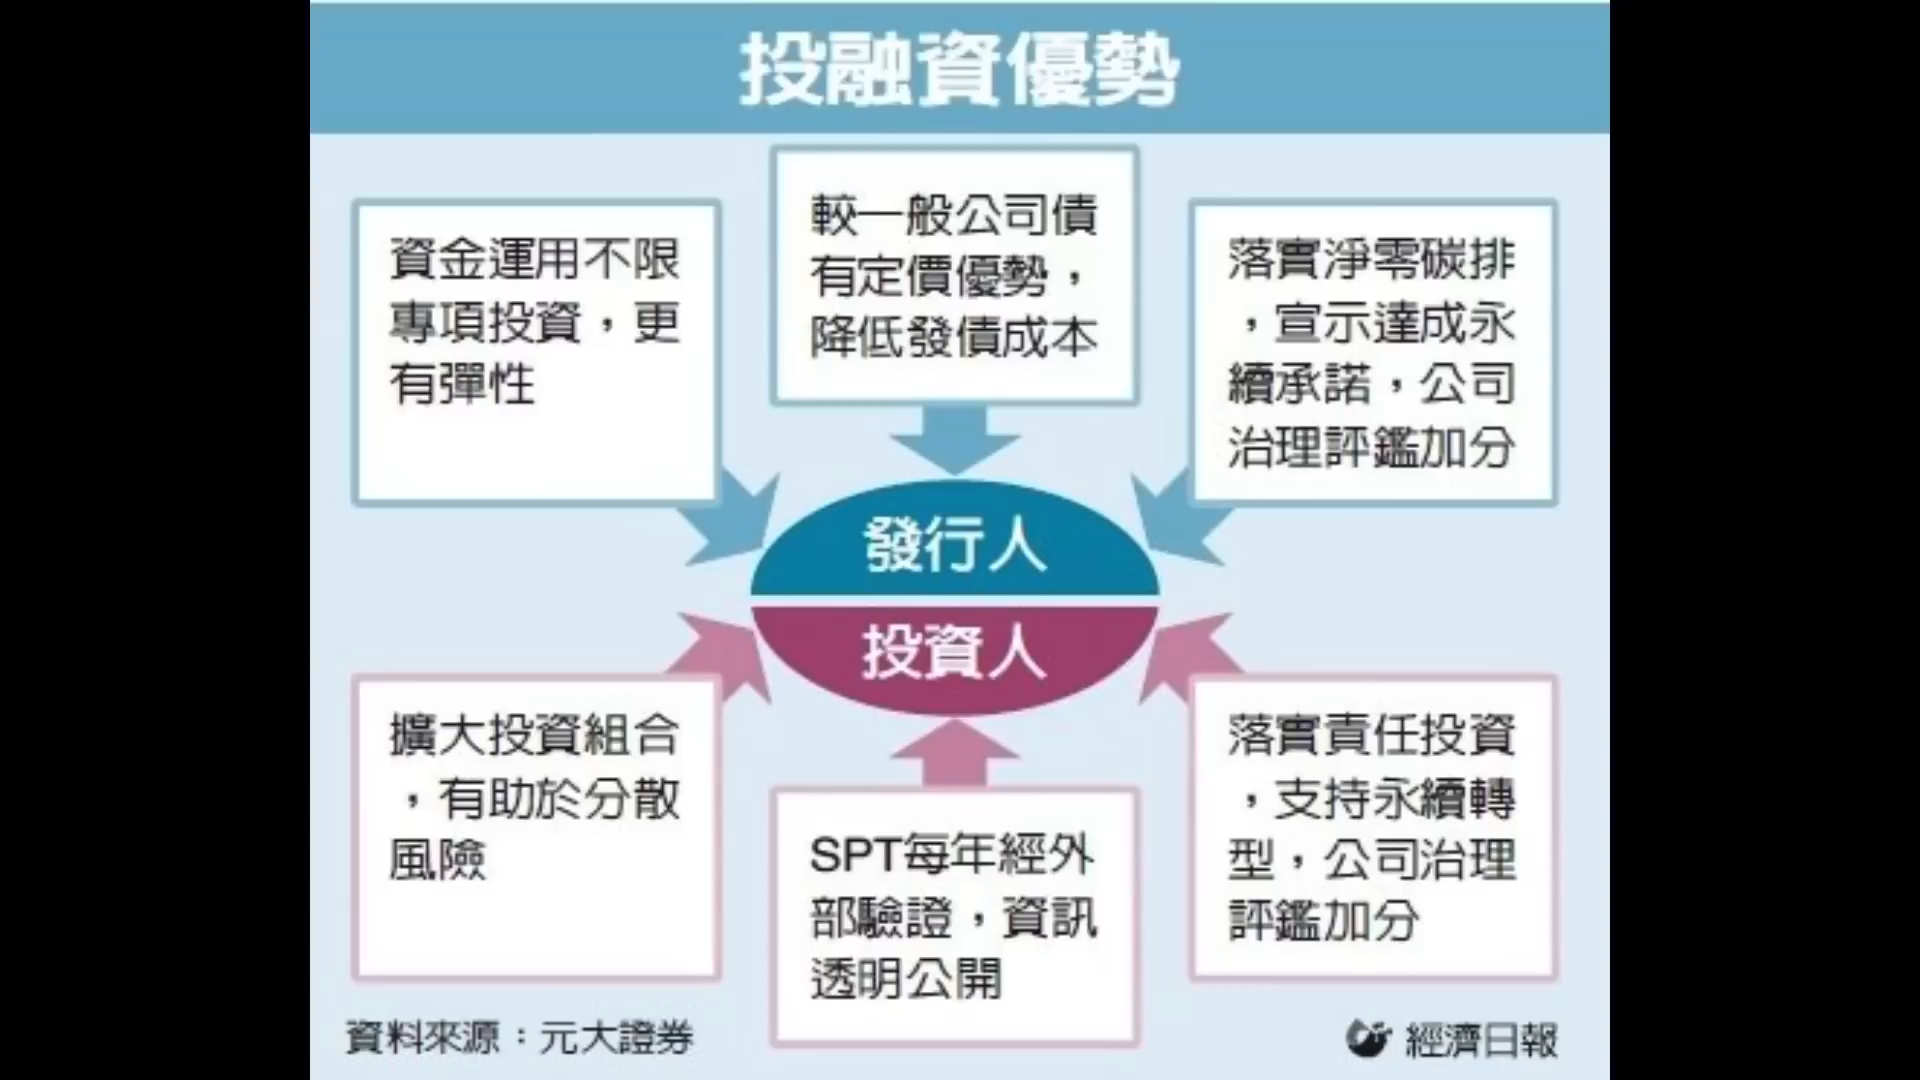 投融資優勢
資金運用不限
專項投資，更
有彈性
較一般公司債
有定價優勢，
降低發債成本
落實淨零碳排
，宣示達成永
續承諾，公司
治理評鑑加分
發行人
投資人
擴大投資組合
，有助於分散
風險
SPT每年經外
部驗證，資訊
透明公開
落實責任投資
，支持永續轉
型，公司治理
評鑑加分
資料來源：元大證券
經濟日報